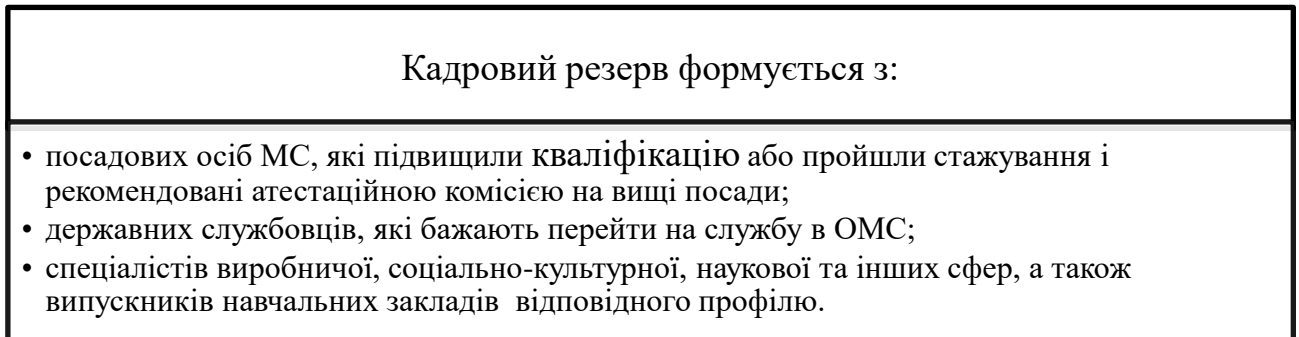 Кадровий резерв формується з:
• посадових осіб МС, які підвищили кваліфікацію або пройшли стажування і
рекомендовані атестаційною комісією на вищі посади;
• державних службовців, які бажають перейти на службу в ОМС;
• спеціалістів виробничої, соціально-культурної, наукової та інших сфер, а також
випускників навчальних закладів відповідного профілю.